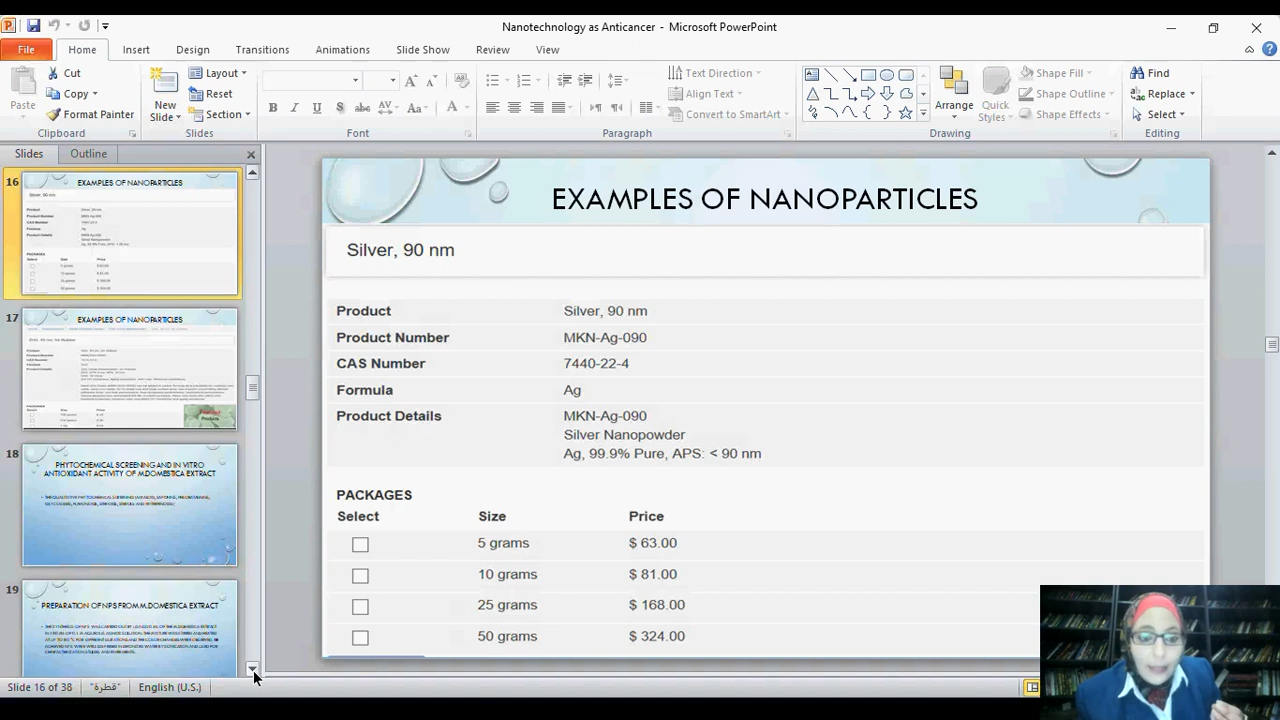 Nanotechnology as Anticancer - Microsoft PowerPoint
File Home Insert Design Transitions Animations Slide Show Review View
Paste
Cut
Copy
Format Painter
Clipboard
New Slide
Layout
Reset
Section
Slides
Font
Text Direction
Align Text
Convert to SmartArt
Paragraph
Arrange
Quick Styles
Shape Fill
Shape Outline
Shape Effects
Drawing
Find
Replace
Select
Editing
Slides Outline
16
EXAMPLES OF NANOPARTICLES
Silver, 90 nm
17
EXAMPLES OF NANOPARTICLES
18
PHYTOCHEMICAL SCREENING AND IN VITRO
ANTIOXIDANT ACTIVITY OF M.DOMESTICA EXTRACT
19
PREPARATION OF NPS FROM M.DOMESTICA EXTRACT
EXAMPLES OF NANOPARTICLES
Silver, 90 nm
Product Silver, 90 nm
Product Number MKN-Ag-090
CAS Number 7440-22-4
Formula Ag
Product Details MKN-Ag-090
Silver Nanopowder
Ag, 99.9% Pure, APS: < 90 nm
PACKAGES
Select Size Price
5 grams $ 63.00
10 grams $ 81.00
25 grams $ 168.00
50 grams $ 324.00
Slide 16 of 38 "قطرة" English (U.S.)